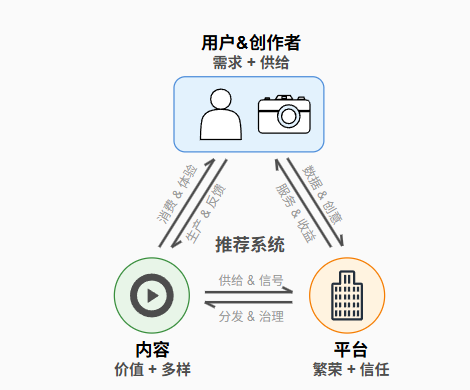 用户&创作者
需求 + 供给
消费 & 体验
生产 & 反馈
数据 & 创意
服务 & 收益
推荐系统
供给 & 信号
分发 & 治理
内容
价值 + 多样
平台
繁荣 + 信任